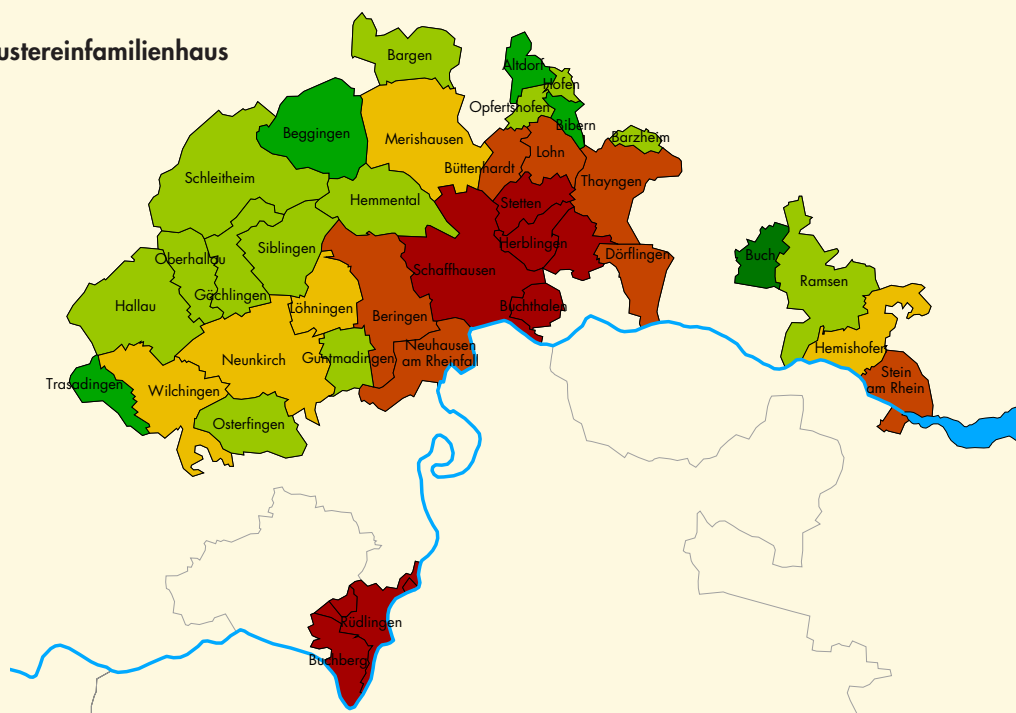 ustereinfamilienhaus
Bargen
Altdorf
Hofen
Opfertshofen
Bibern
Barzheim
Beggingen
Merishausen
Büttenhardt
Lohn
Thayngen
Schleitheim
Hemmental
Stetten
Herblingen
Dörflingen
Buch
Ramsen
Oberhallau
Siblingen
Gächlingen
Schaffhausen
Buchthalen
Hallau
Löhningen
Beringen
Neuhausen
am Rheinfall
Hemishofen
Stein
am Rhein
Neunkirch
Guntmadingen
Trasadingen
Wilchingen
Osterfingen
Rüdlingen
Buchberg